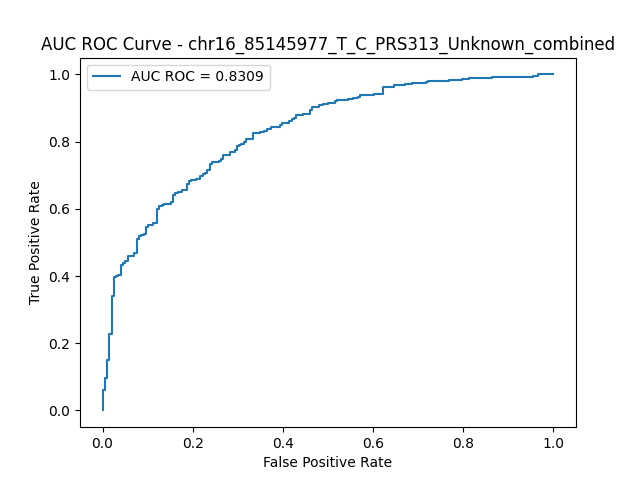 AUC ROC Curve - chr16_85145977_T_C_PRS313_Unknown_combined
AUC ROC = 0.8309
1.0
0.8
0.6
0.4
0.2
0.0
True Positive Rate
0.0 0.2 0.4 0.6 0.8 1.0
False Positive Rate